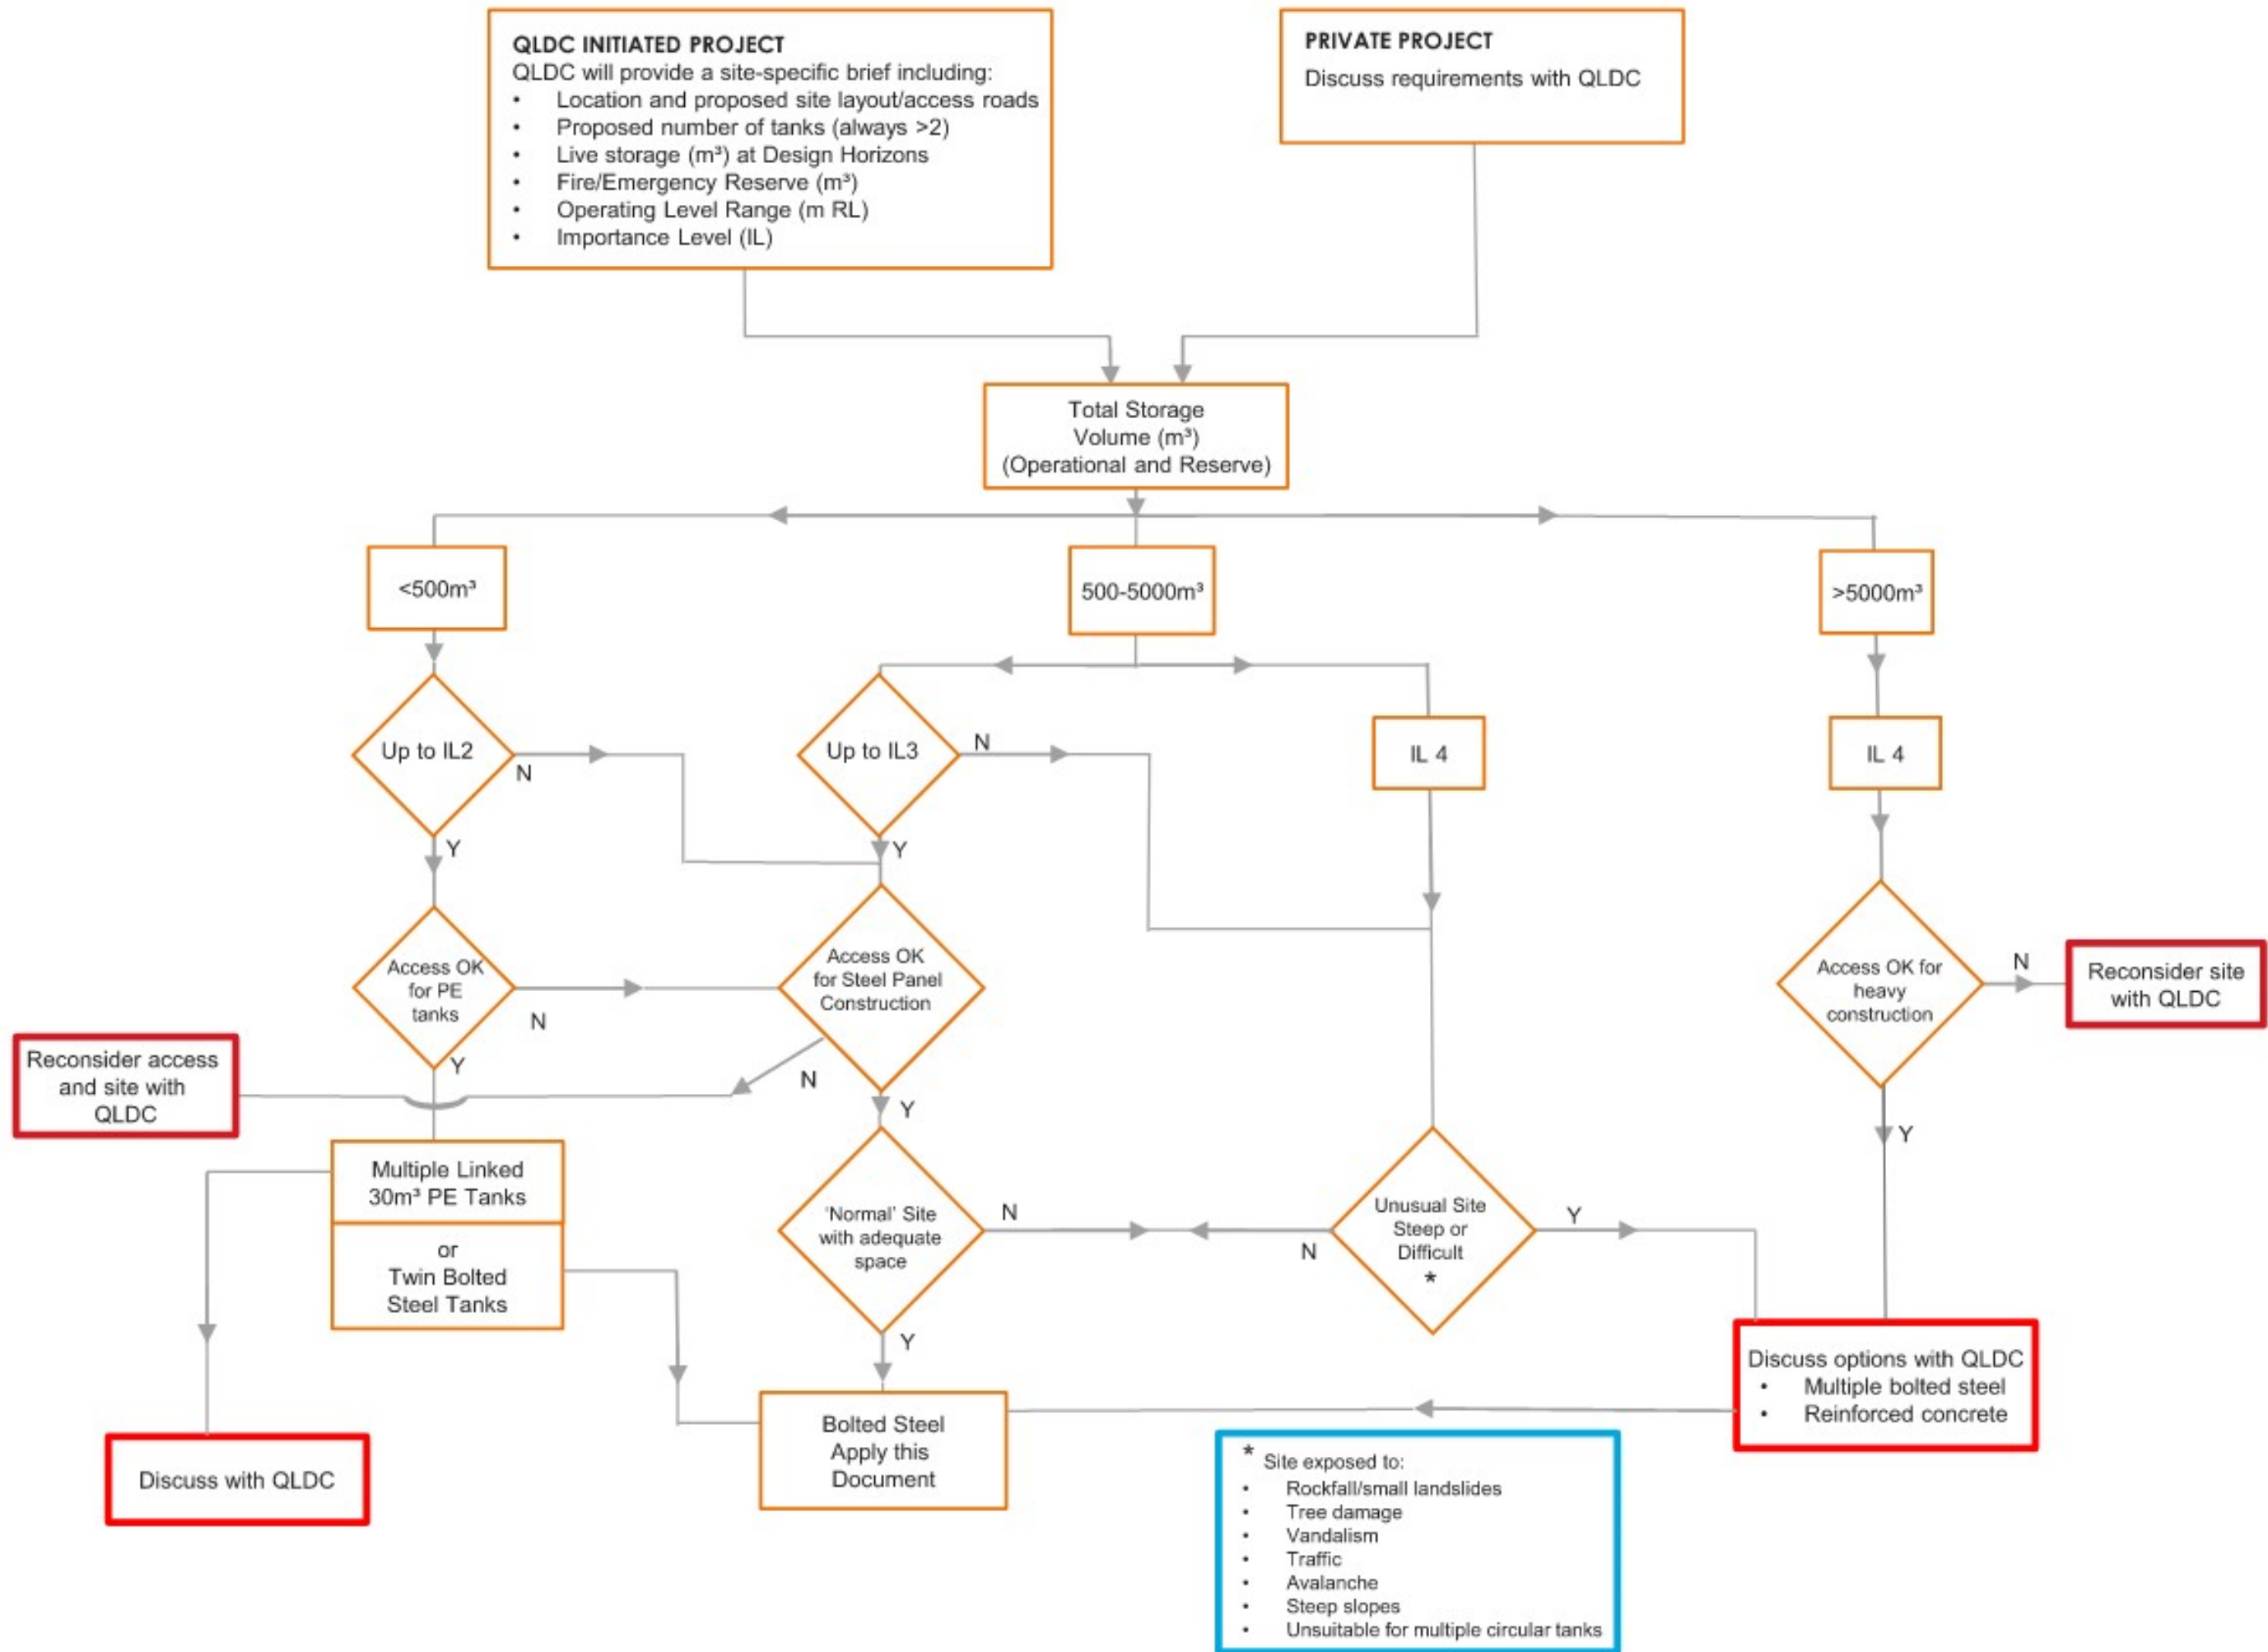 QLDC INITIATED PROJECT
QLDC will provide a site-specific brief including:
• Location and proposed site layout/access roads
• Proposed number of tanks (always >2)
• Live storage (m³) at Design Horizons
• Fire/Emergency Reserve (m³)
• Operating Level Range (m RL)
• Importance Level (IL)
PRIVATE PROJECT
Discuss requirements with QLDC
Total Storage
Volume (m³)
(Operational and Reserve)
<500m³
500-5000m³
>5000m³
Up to IL2
N
Y
Up to IL3
N
Y
IL 4
IL 4
Access OK
for PE
tanks
N
Y
Access OK
for Steel Panel
Construction
N
Y
Access OK for
heavy
construction
N
Y
Reconsider site
with QLDC
Reconsider access
and site with
QLDC
Multiple Linked
30m³ PE Tanks
or
Twin Bolted
Steel Tanks
'Normal' Site
with adequate
space
N
Y
Unusual Site
Steep or
Difficult
*
N
Y
Discuss options with QLDC
• Multiple bolted steel
• Reinforced concrete
Discuss with QLDC
Bolted Steel
Apply this
Document
* Site exposed to:
• Rockfall/small landslides
• Tree damage
• Vandalism
• Traffic
• Avalanche
• Steep slopes
• Unsuitable for multiple circular tanks